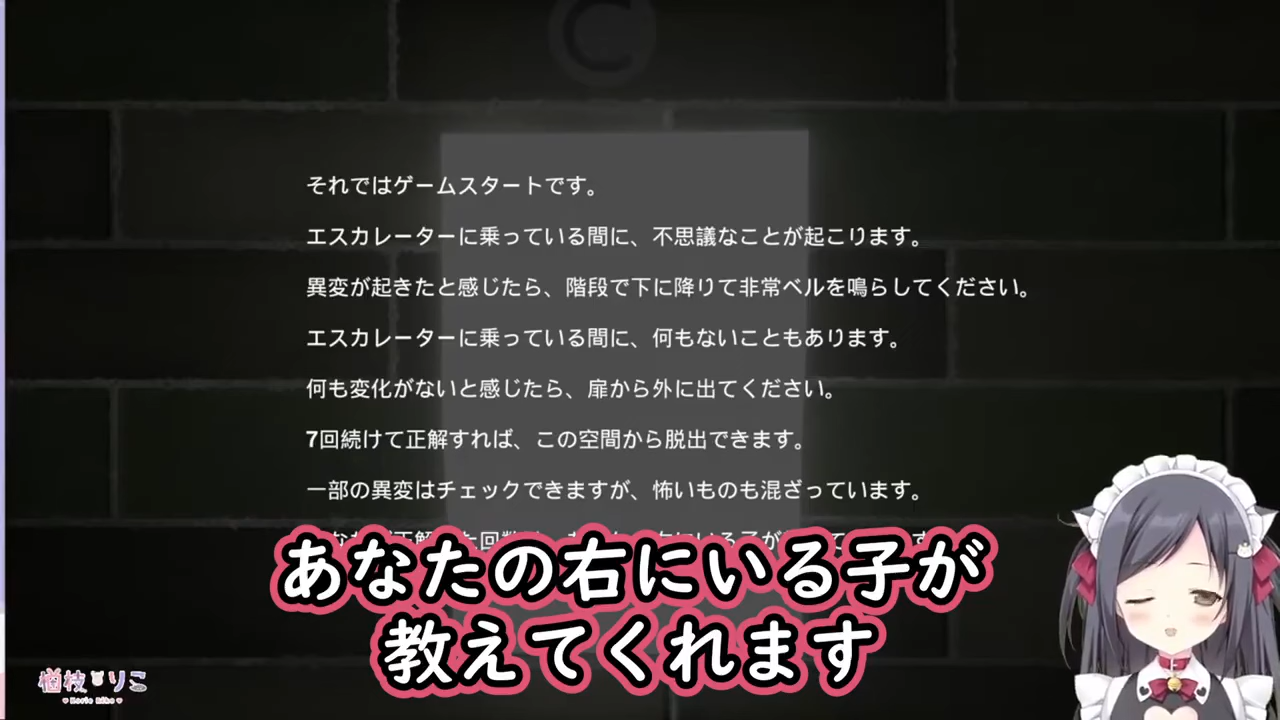 それではゲームスタートです。
エスカレーターに乗っている間に、不思議なことが起こります。
異変が起きたと感じたら、階段で下に降りて非常ベルを鳴らしてください。
エスカレーターに乗っている間に、何もないこともあります。
何も変化がないと感じたら、扉から外に出てください。
7回続けて正解すれば、この空間から脱出できます。
一部の異変はチェックできますが、怖いものも混ざっています。
あなたの右にいる子が
教えてくれます
楢枝りこ